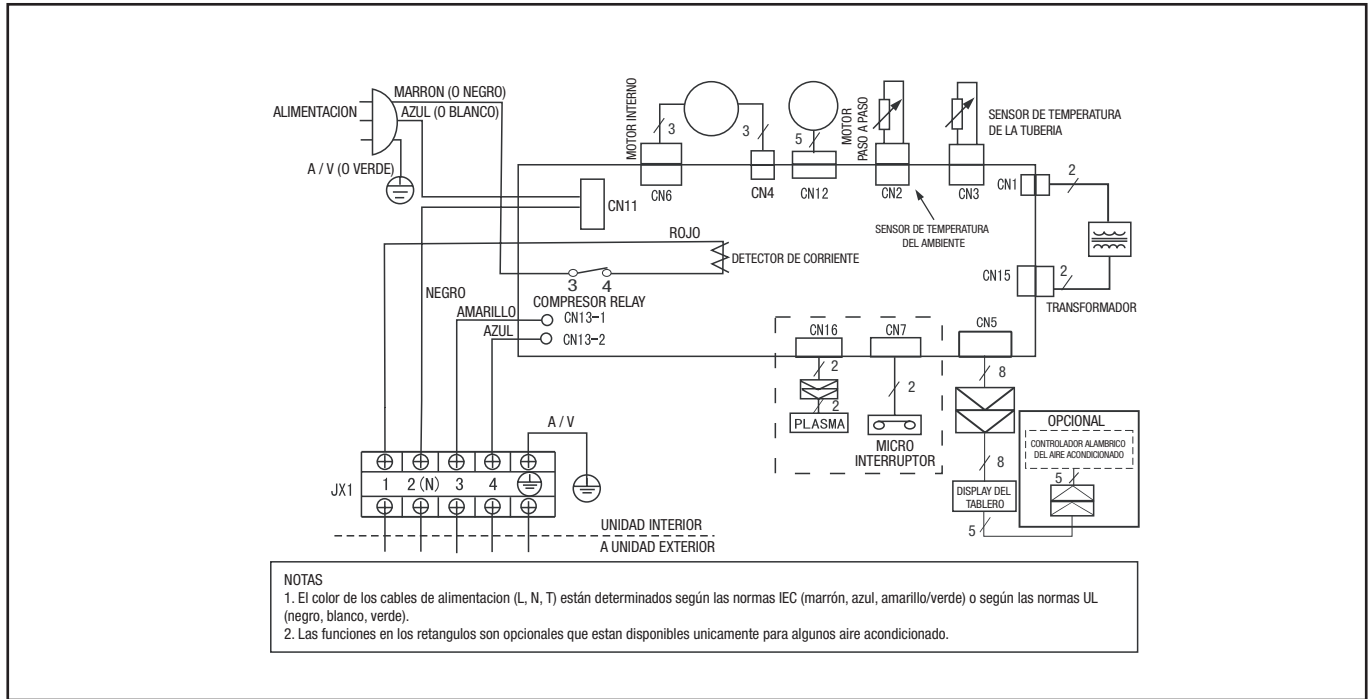 MARRON (O NEGRO)
ALIMENTACION
AZUL (O BLANCO)
A / V (O VERDE)
MOTOR INTERNO
3
3
5
MOTOR
PASO A PASO
SENSOR DE TEMPERATURA
DE LA TUBERIA
CN6
CN4
CN12
CN2
CN3
CN1
2
CN11
SENSOR DE TEMPERATURA
DEL AMBIENTE
ROJO
DETECTOR DE CORRIENTE
3 4
COMPRESOR RELAY
CN15
2
TRANSFORMADOR
NEGRO
AMARILLO
CN13-1
AZUL
CN13-2
CN16
CN7
CN5
2
2
PLASMA
2
MICRO
INTERRUPTOR
8
8
DISPLAY DEL
TABLERO
5
OPCIONAL
CONTROLADOR ALAMBRICO
DEL AIRE ACONDICIONADO
5
A / V
JX1
1 2(N) 3 4
UNIDAD INTERIOR
A UNIDAD EXTERIOR
NOTAS
1. El color de los cables de alimentacion (L, N, T) están determinados según las normas IEC (marrón, azul, amarillo/verde) o según las normas UL
(negro, blanco, verde).
2. Las funciones en los retangulos son opcionales que estan disponibles unicamente para algunos aire acondicionado.